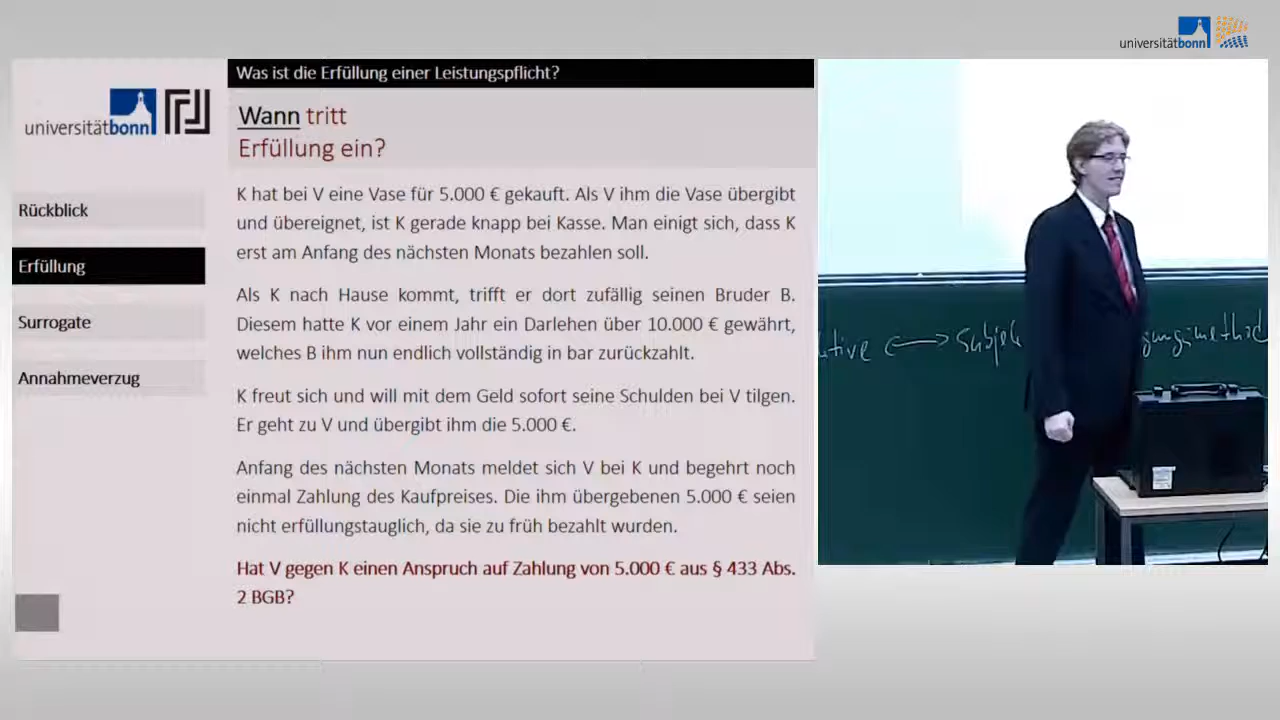 universitätbonn
Was ist die Erfüllung einer Leistungspflicht?
universitätbonn
Wann tritt
Erfüllung ein?
Rückblick
Erfüllung
Surrogate
Annahmeverzug
K hat bei V eine Vase für 5.000 € gekauft. Als V ihm die Vase übergibt
und übereignet, ist K gerade knapp bei Kasse. Man einigt sich, dass K
erst am Anfang des nächsten Monats bezahlen soll.
Als K nach Hause kommt, trifft er dort zufällig seinen Bruder B.
Diesem hatte K vor einem Jahr ein Darlehen über 10.000 € gewährt,
welches B ihm nun endlich vollständig in bar zurückzahlt.
K freut sich und will mit dem Geld sofort seine Schulden bei V tilgen.
Er geht zu V und übergibt ihm die 5.000 €.
Anfang des nächsten Monats meldet sich V bei K und begehrt noch
einmal Zahlung des Kaufpreises. Die ihm übergebenen 5.000 € seien
nicht erfüllungstauglich, da sie zu früh bezahlt wurden.
Hat V gegen K einen Anspruch auf Zahlung von 5.000 € aus § 433 Abs.
2 BGB?